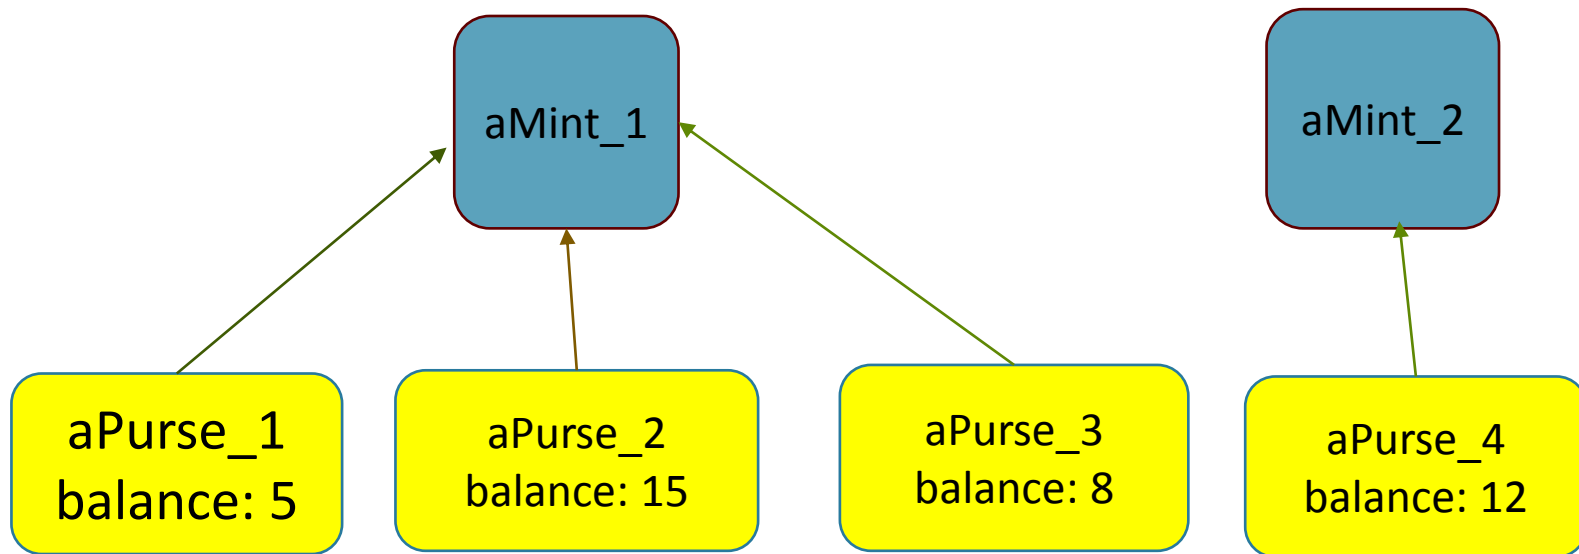 aMint_1
aMint_2
aPurse_1
balance: 5
aPurse_2
balance: 15
aPurse_3
balance: 8
aPurse_4
balance: 12